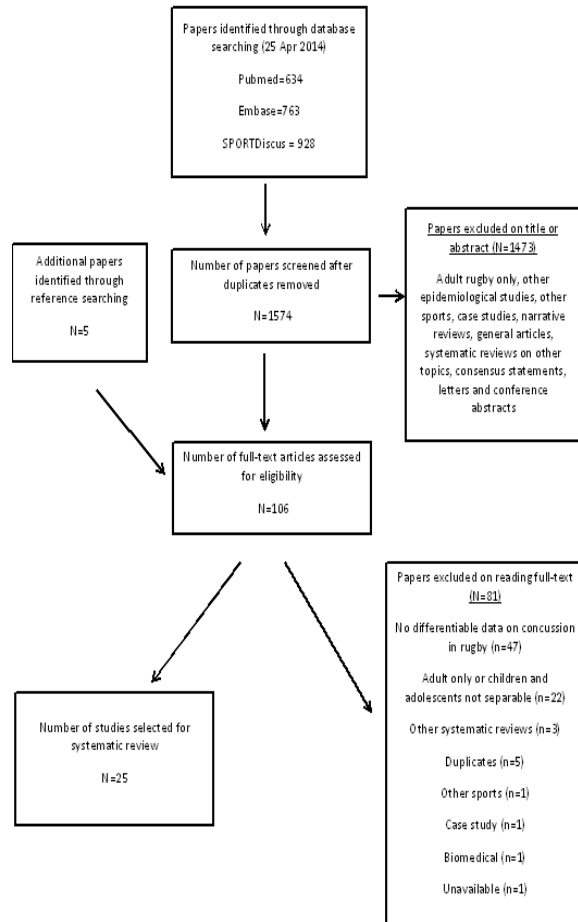 Papers identified through database
searching (25 Apr 2014)
Pubmed=634
Embase=763
SPORTDiscus = 928
Papers excluded on title or
abstract (N=1473)
Adult rugby only, other
epidemiological studies, other
sports, case studies, narrative
reviews, general articles,
systematic reviews on other
topics, consensus statements,
letters and conference
abstracts
Additional papers
identified through
reference searching
N=5
Number of papers screened after
duplicates removed
N=1574
Number of full-text articles assessed
for eligibility
N=106
Papers excluded on reading full-text
(N=81)
No differentiable data on concussion
in rugby (n=47)
Adult only or children and
adolescents not separable (n=22)
Other systematic reviews (n=3)
Duplicates (n=5)
Other sports (n=1)
Case study (n=1)
Biomedical (n=1)
Unavailable (n=1)
Number of studies selected for
systematic review
N=25